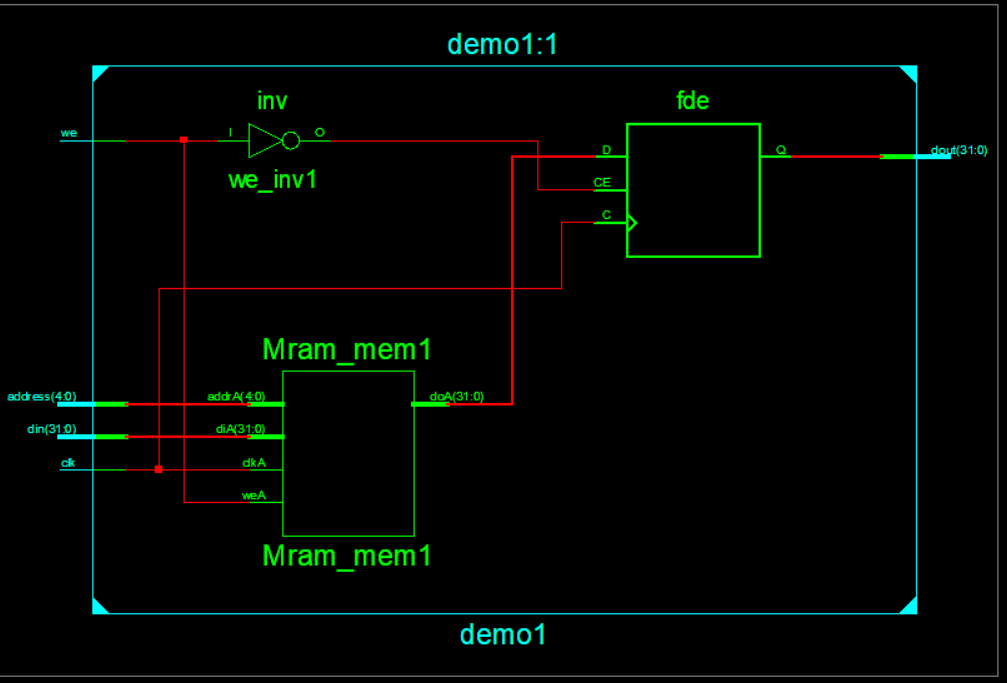 demo1:1
inv
fde
we
I
O
we_inv1
D
Q
dout(31:0)
CE
C
Mram_mem1
address(4:0)
addrA(4:0)
doA(31:0)
din(31:0)
diA(31:0)
clk
clkA
weA
Mram_mem1
demo1